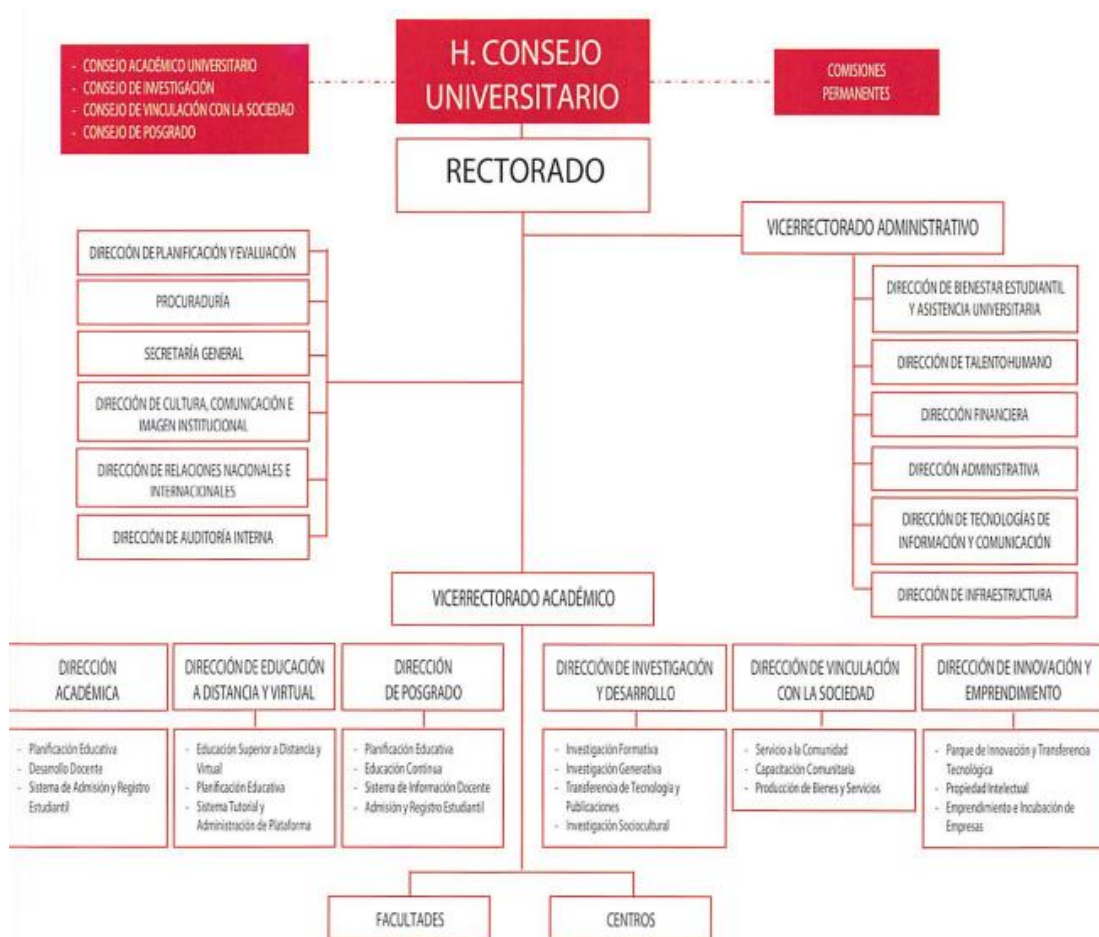 - CONSEJO ACADÉMICO UNIVERSITARIO
- CONSEJO DE INVESTIGACIÓN
- CONSEJO DE VINCULACIÓN CON LA SOCIEDAD
- CONSEJO DE POSGRADO
H. CONSEJO
UNIVERSITARIO
COMISIONES
PERMANENTES
RECTORADO
VICERRECTORADO ADMINISTRATIVO
DIRECCIÓN DE PLANIFICACIÓN Y EVALUACIÓN
PROCURADURÍA
SECRETARÍA GENERAL
DIRECCIÓN DE CULTURA, COMUNICACIÓN E
IMAGEN INSTITUCIONAL
DIRECCIÓN DE RELACIONES NACIONALES E
INTERNACIONALES
DIRECCIÓN DE AUDITORÍA INTERNA
DIRECCIÓN DE BIENESTAR ESTUDIANTIL
Y ASISTENCIA UNIVERSITARIA
DIRECCIÓN DE TALENTO HUMANO
DIRECCIÓN FINANCIERA
DIRECCIÓN ADMINISTRATIVA
DIRECCIÓN DE TECNOLOGÍAS DE
INFORMACIÓN Y COMUNICACIÓN
DIRECCIÓN DE INFRAESTRUCTURA
VICERRECTORADO ACADÉMICO
DIRECCIÓN
ACADÉMICA
- Planificación Educativa
- Desarrollo Docente
- Sistema de Admisión y Registro
Estudiantil
DIRECCIÓN DE EDUCACIÓN
A DISTANCIA Y VIRTUAL
- Educación Superior a Distancia y
Virtual
- Planificación Educativa
- Sistema Tutorial y
Administración de Plataforma
DIRECCIÓN
DE POSGRADO
- Planificación Educativa
- Educación Continua
- Sistema de Información Docente
- Admisión y Registro Estudiantil
DIRECCIÓN DE INVESTIGACIÓN
Y DESARROLLO
- Investigación Formativa
- Investigación Generativa
- Transferencia de Tecnología y
Publicaciones
- Investigación Sociocultural
DIRECCIÓN DE VINCULACIÓN
CON LA SOCIEDAD
- Servicio a la Comunidad
- Capacitación Comunitaria
- Producción de Bienes y Servicios
DIRECCIÓN DE INNOVACIÓN Y
EMPRENDIMIENTO
- Parque de Innovación y Transferencia
Tecnológica
- Propiedad Intelectual
- Emprendimiento e Incubación de
Empresas
FACULTADES
CENTROS